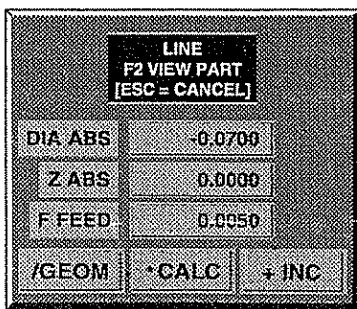 LINE
F2 VIEW PART
[ESC = CANCEL]
DIA ABS -0.0700
Z ABS 0.0000
F FEED 0.0050
/GEOM * CALC + INC